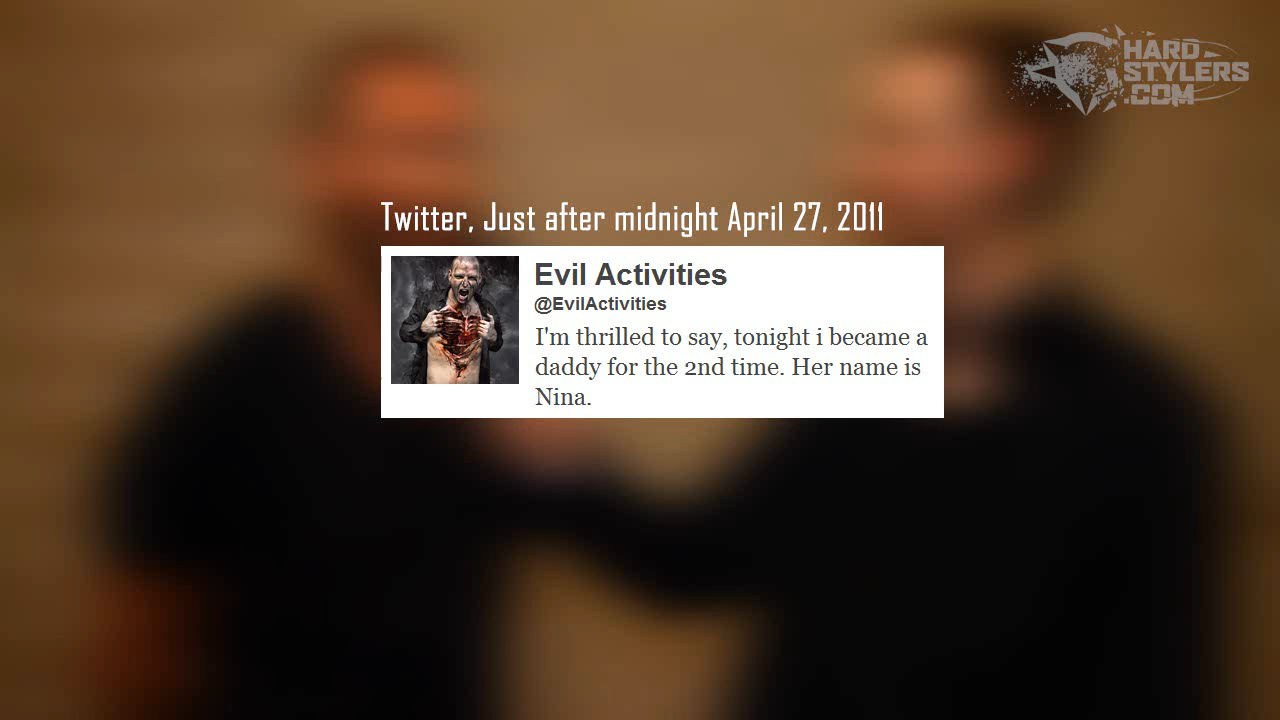 HARD
STYLERS
.COM
Twitter, Just after midnight April 27, 2011
Evil Activities
@EvilActivities
I'm thrilled to say, tonight i became a
daddy for the 2nd time. Her name is
Nina.